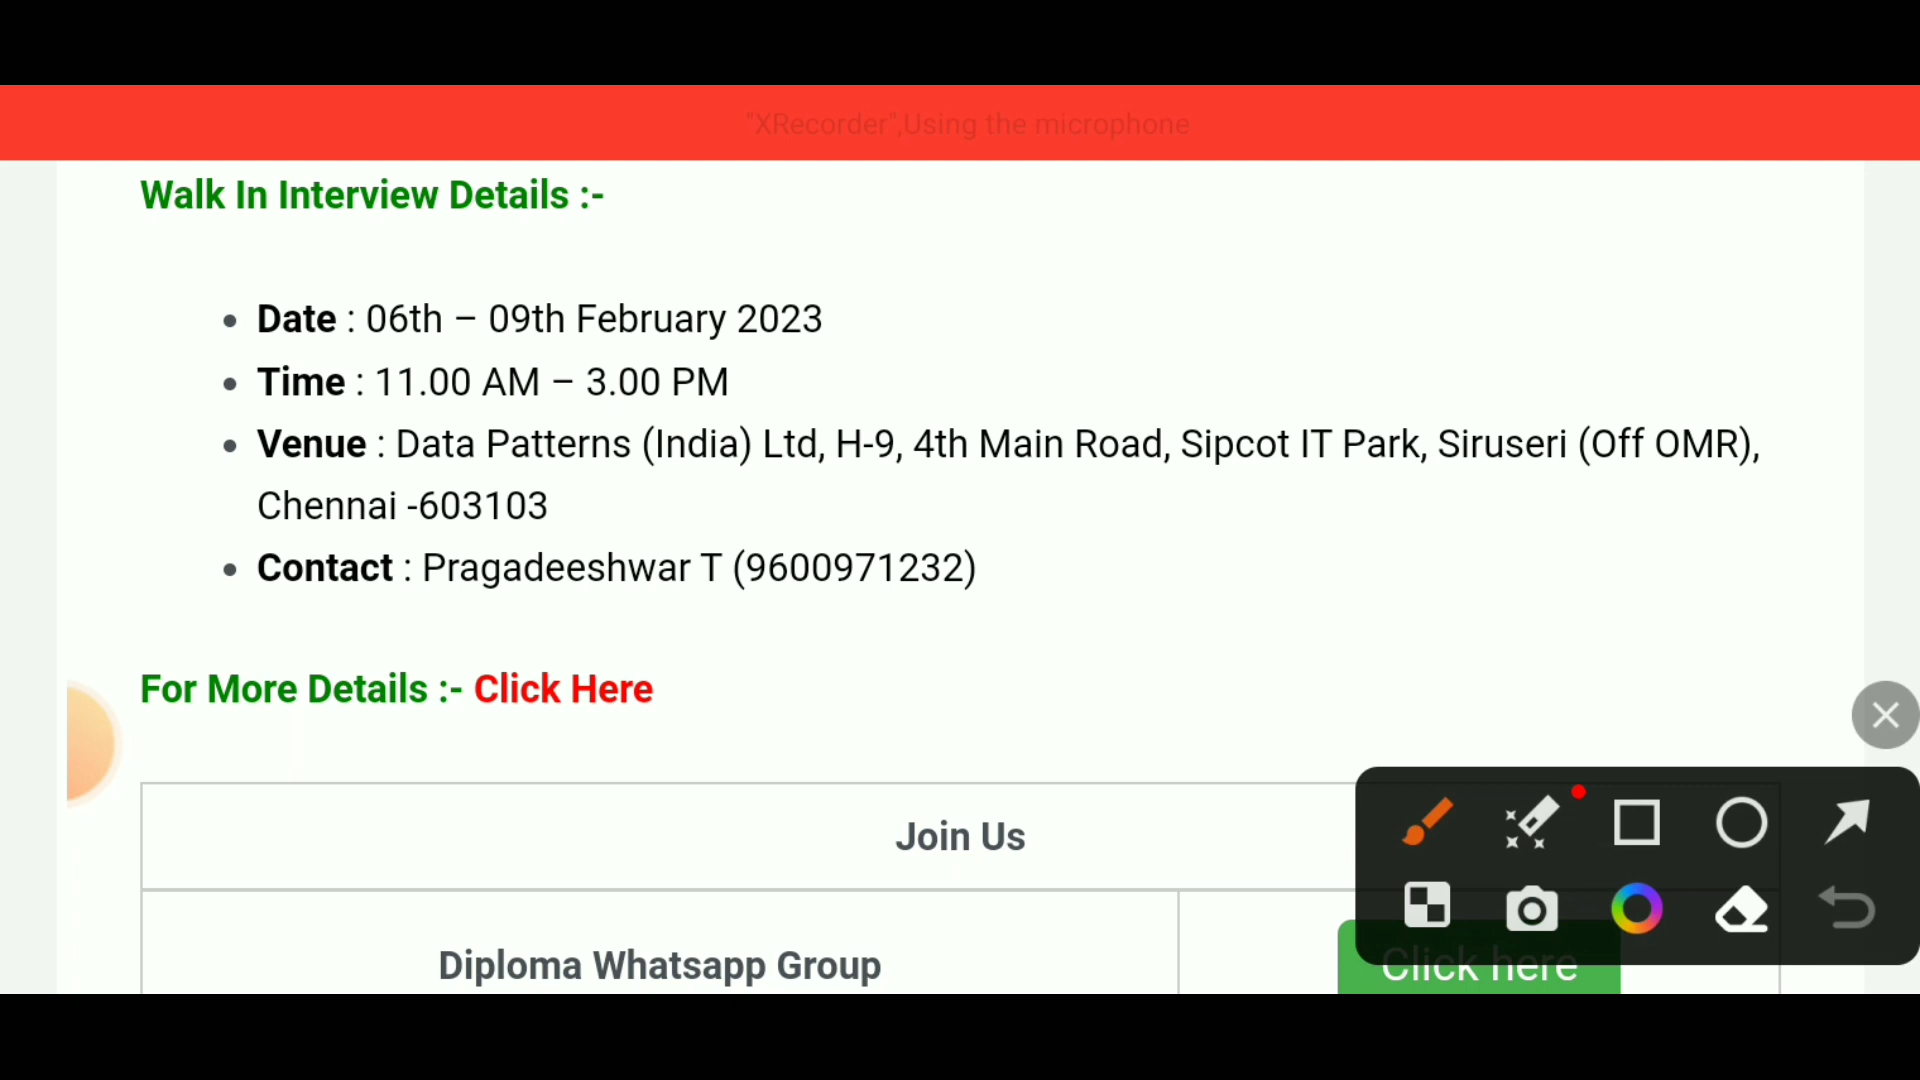 "XRecorder",Using the microphone
Walk In Interview Details :-
Date : 06th – 09th February 2023
Time : 11.00 AM – 3.00 PM
Venue : Data Patterns (India) Ltd, H-9, 4th Main Road, Sipcot IT Park, Siruseri (Off OMR),
Chennai -603103
Contact : Pragadeeshwar T (9600971232)
For More Details :- Click Here
Join Us
Diploma Whatsapp Group
Click here